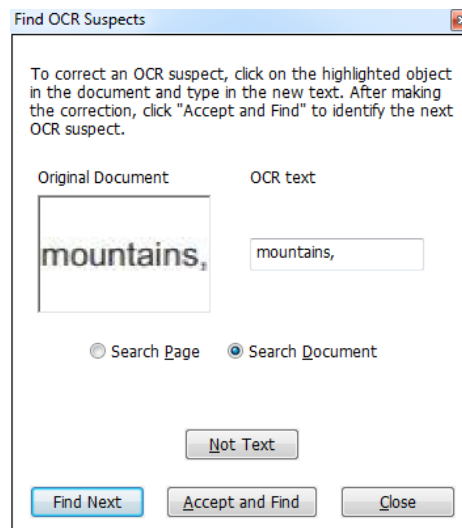 Find OCR Suspects
To correct an OCR suspect, click on the highlighted object
in the document and type in the new text. After making
the correction, click "Accept and Find" to identify the next
OCR suspect.
Original Document OCR text
mountains, mountains,
Search Page Search Document
Not Text
Find Next Accept and Find Close